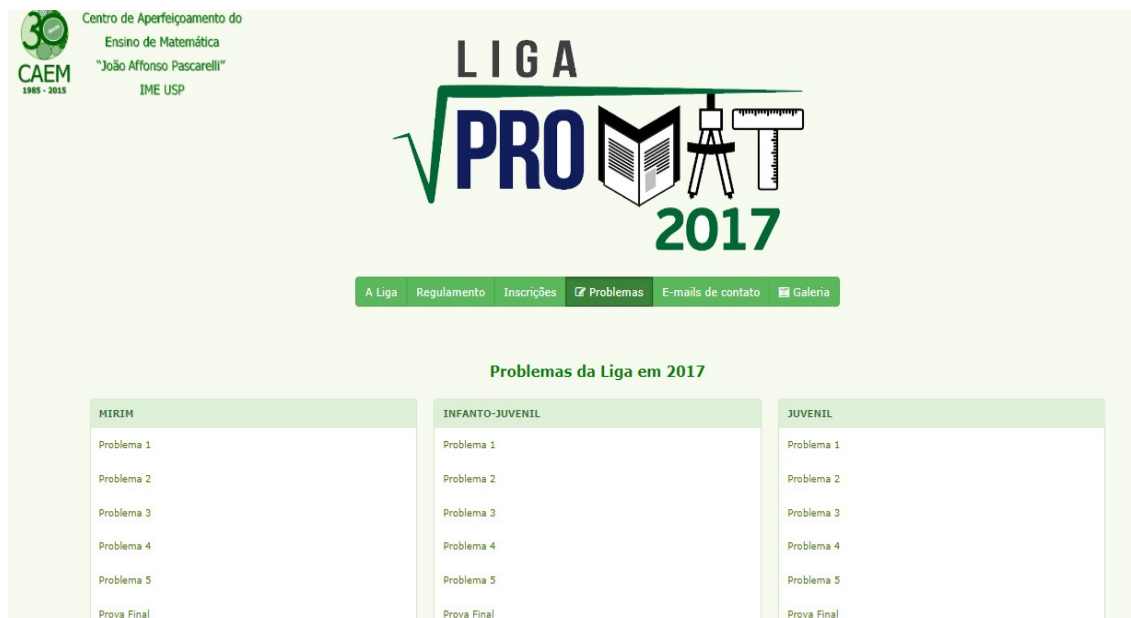 30
CAEM
1985 - 2015
Centro de Aperfeiçoamento do
Ensino de Matemática
"João Affonso Pascarelli"
IME USP
LIGA
PROMAT
2017
A Liga Regulamento Inscrições Problemas E-mails de contato Galeria
Problemas da Liga em 2017
MIRIM
Problema 1
Problema 2
Problema 3
Problema 4
Problema 5
Prova Final
INFANTO-JUVENIL
Problema 1
Problema 2
Problema 3
Problema 4
Problema 5
Prova Final
JUVENIL
Problema 1
Problema 2
Problema 3
Problema 4
Problema 5
Prova Final